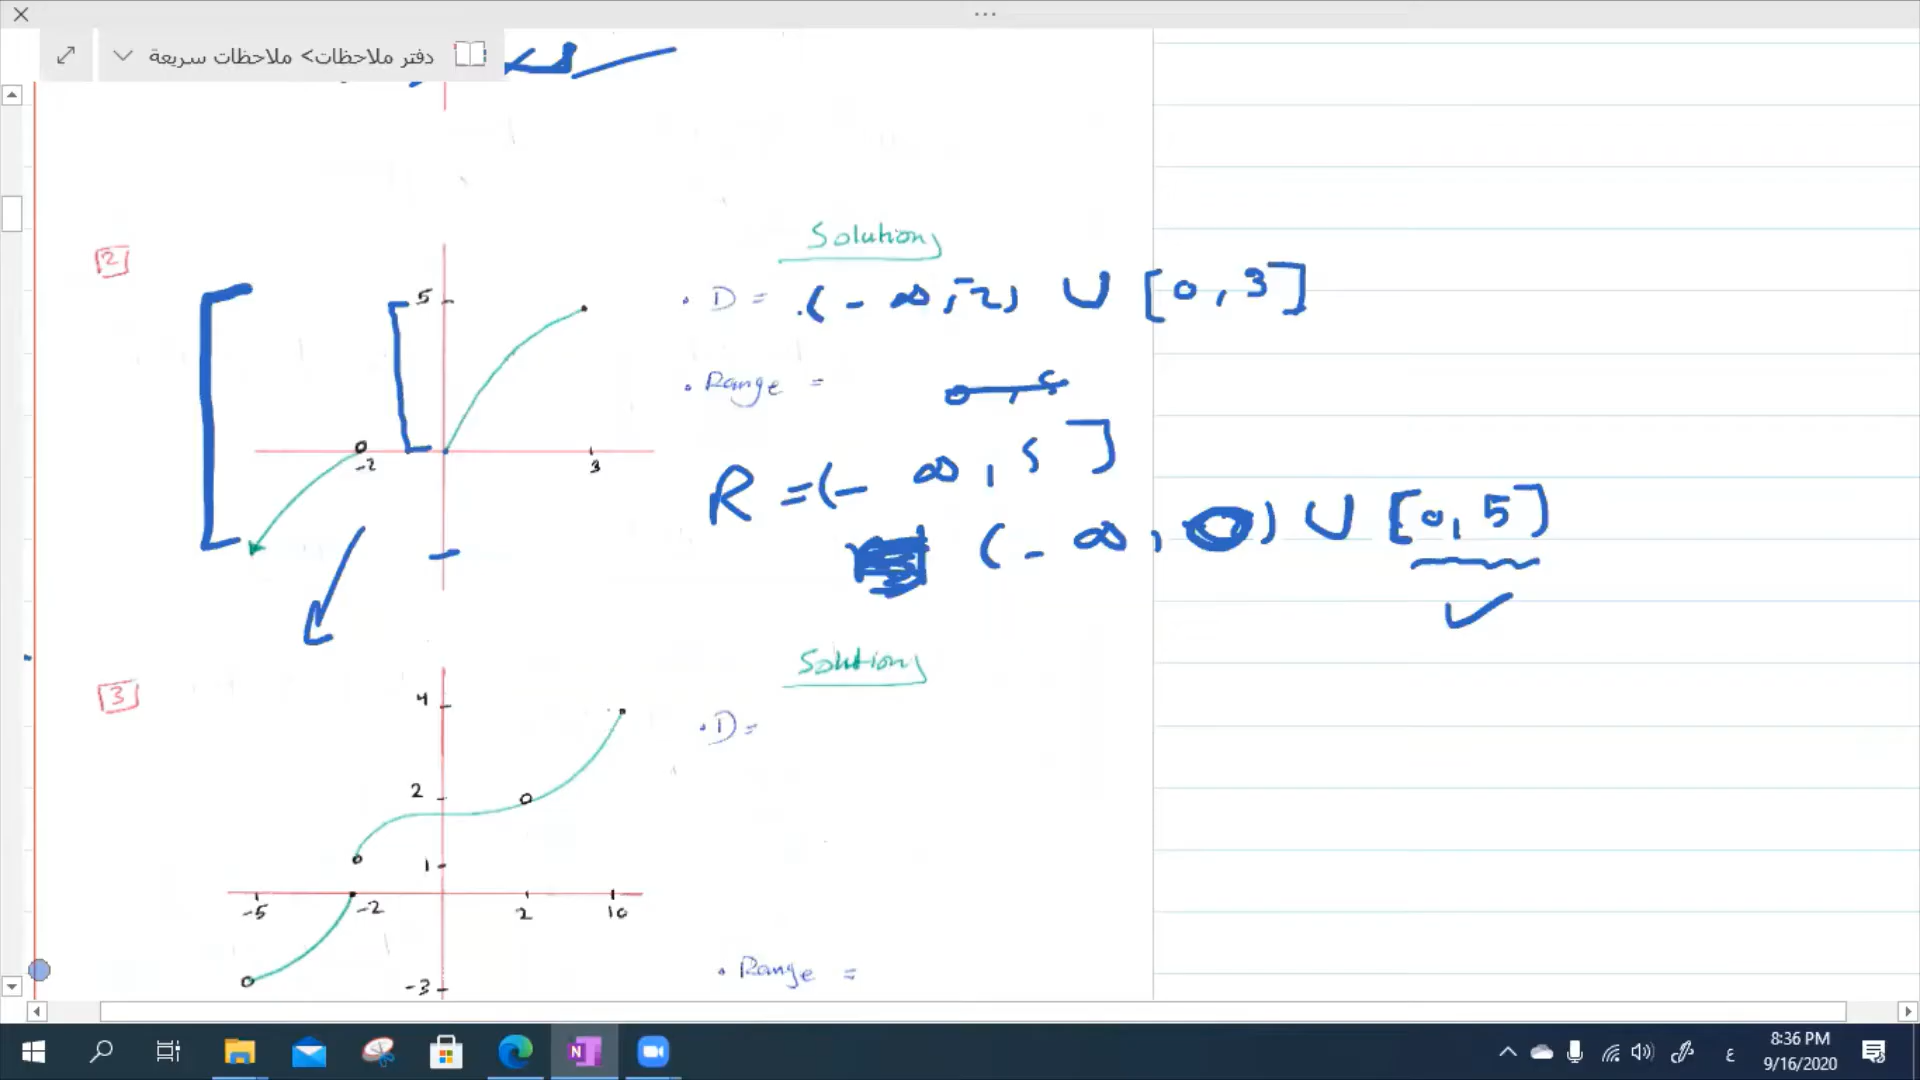 دفتر ملاحظات> ملاحظات سريعة
Solution
2
5
• D = (- ∞, -2) ∪ [0, 3]
• Range =
-2
3
R = (- ∞, 5]
(- ∞, 0) ∪ [0, 5]
Solution
3
4
• D =
2
1
-5
-2
2
10
• Range =
-3
8:36 PM
ع
9/16/2020